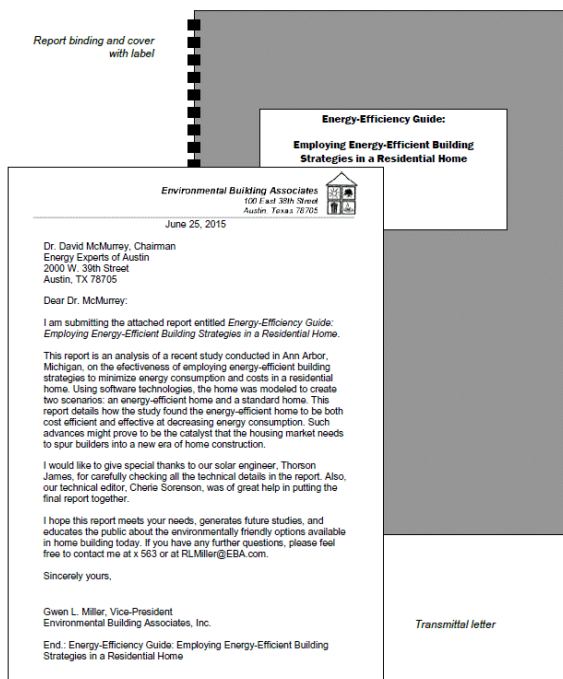 Report binding and cover
with label
Energy-Efficiency Guide:
Employing Energy-Efficient Building
Strategies in a Residential Home
Environmental Building Associates
100 East 38th Street
Austin, Texas 78705
June 25, 2015
Dr. David McMurrey, Chairman
Energy Experts of Austin
2000 W. 39th Street
Austin, TX 78705
Dear Dr. McMurrey:
I am submitting the attached report entitled Energy-Efficiency Guide:
Employing Energy-Efficient Building Strategies in a Residential Home.
This report is an analysis of a recent study conducted in Ann Arbor,
Michigan, on the efectiveness of employing energy-efficient building
strategies to minimize energy consumption and costs in a residential
home. Using software technologies, the home was modeled to create
two scenarios: an energy-efficient home and a standard home. This
report details how the study found the energy-efficient home to be both
cost efficient and effective at decreasing energy consumption. Such
advances might prove to be the catalyst that the housing market needs
to spur builders into a new era of home construction.
I would like to give special thanks to our solar engineer, Thorson
James, for carefully checking all the technical details in the report. Also,
our technical editor, Cherie Sorenson, was of great help in putting the
final report together.
I hope this report meets your needs, generates future studies, and
educates the public about the environmentally friendly options available
in home building today. If you have any further questions, please feel
free to contact me at x 563 or at RLMiller@EBA.com.
Sincerely yours,
Gwen L. Miller, Vice-President
Environmental Building Associates, Inc.
End.: Energy-Efficiency Guide: Employing Energy-Efficient Building
Strategies in a Residential Home
Transmittal letter